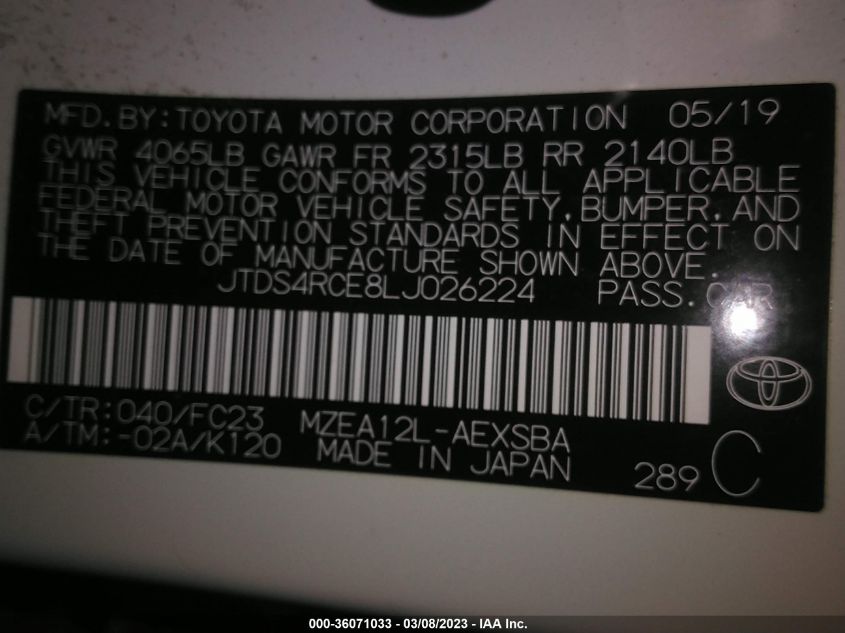 MFD. BY: TOYOTA MOTOR CORPORATION 05/19
GVWR 4065LB GAWR FR 2315LB RR 2140LB
THIS VEHICLE CONFORMS TO ALL APPLICABLE
FEDERAL MOTOR VEHICLE SAFETY, BUMPER, AND
THEFT PREVENTION STANDARDS IN EFFECT ON
THE DATE OF MANUFACTURE SHOWN ABOVE.
JTDS4RCE8LJ026224 PASS. CAR
C/TR: 040/FC23 MZEA12L-AEXSBA
A/TM: -02A/K120 MADE IN JAPAN 289 C
000-36071033 - 03/08/2023 - IAA Inc.